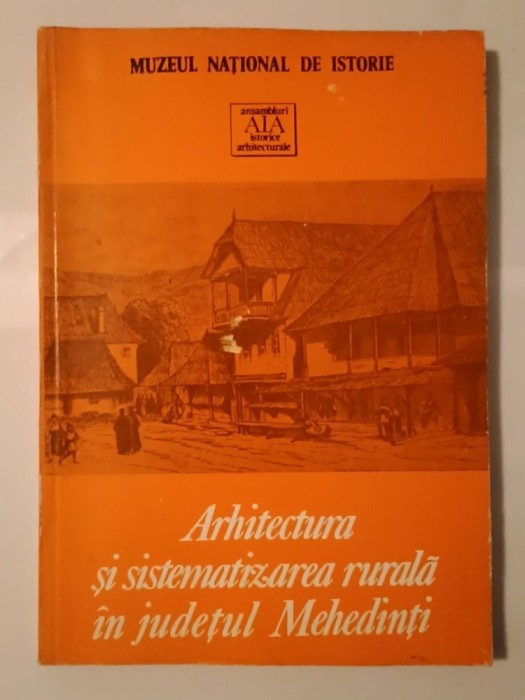 MUZEUL NAȚIONAL DE ISTORIE
ansambluri
AIA
istorice
arhitecturale
Arhitectura
și sistematizarea rurală
în județul Mehedinți